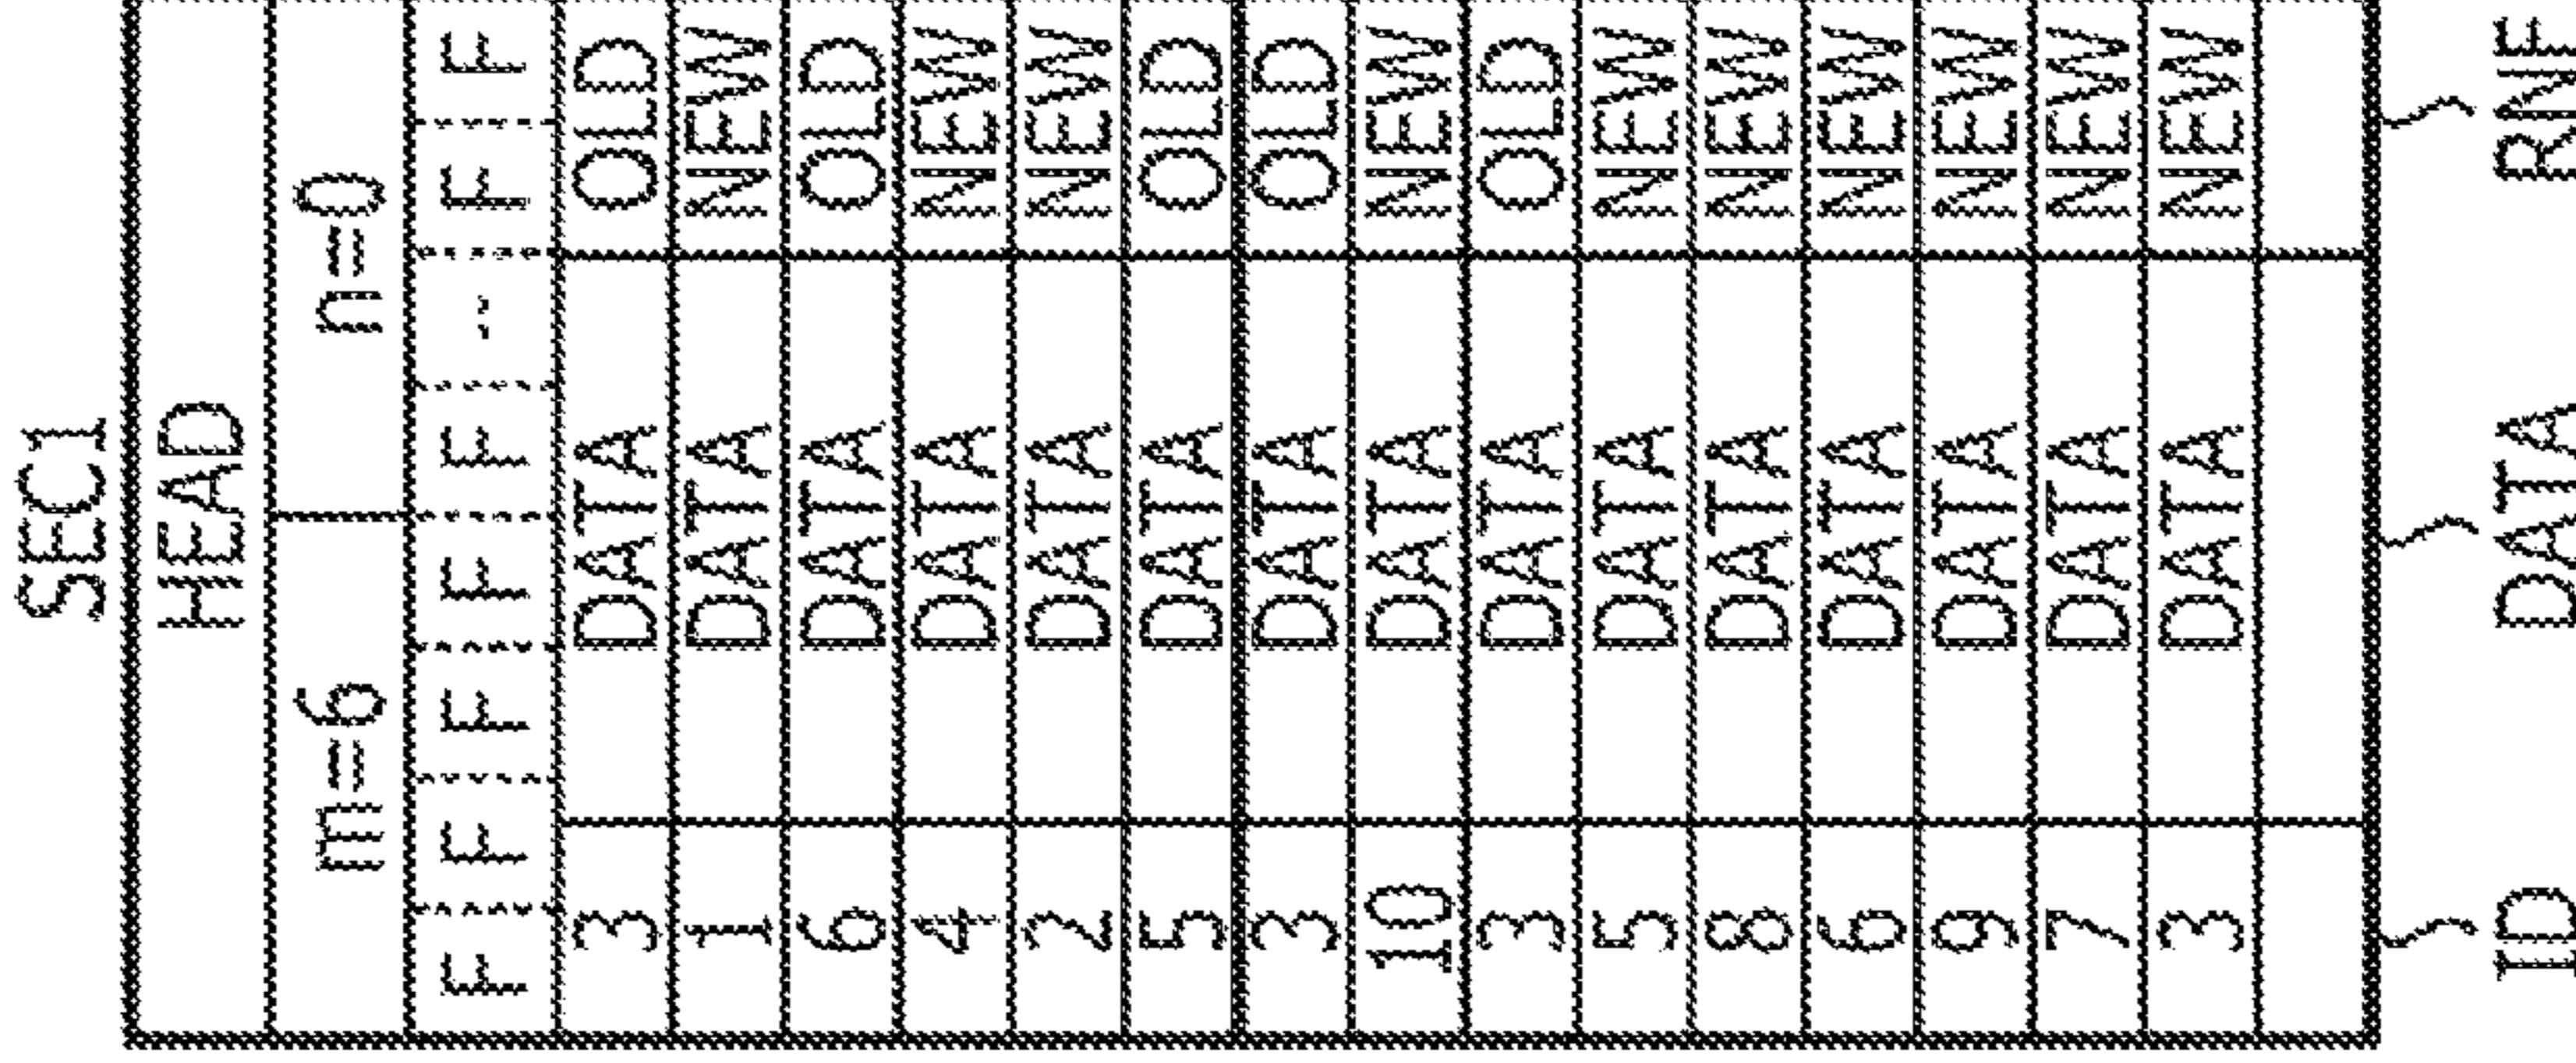 SEC1
HEAD
m=6 n=0
F F F F F ... F F
3 DATA OLD
1 DATA NEW
6 DATA OLD
4 DATA NEW
2 DATA NEW
5 DATA OLD
3 DATA OLD
10 DATA NEW
3 DATA OLD
5 DATA NEW
8 DATA NEW
6 DATA NEW
9 DATA NEW
7 DATA NEW
3 DATA NEW
ID DATA RNF